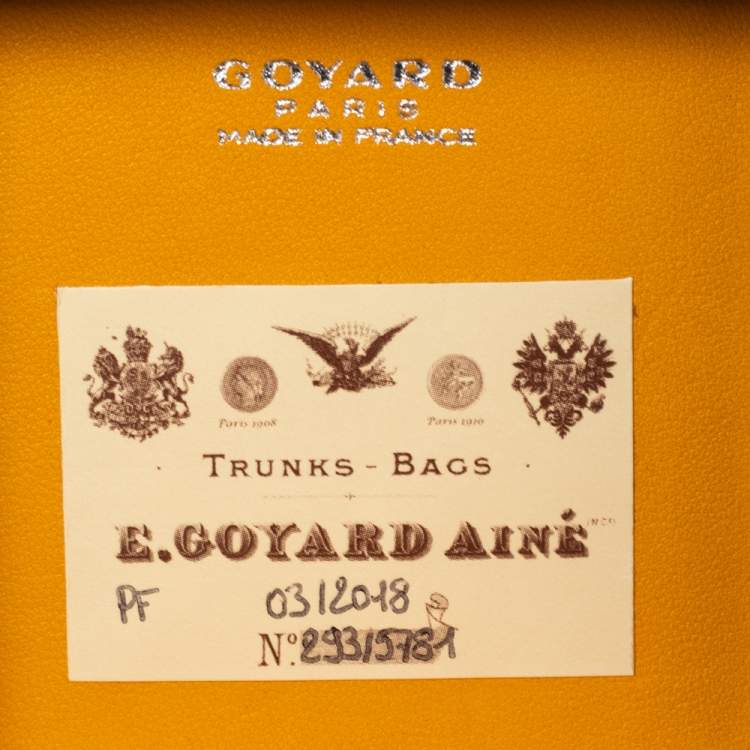 GOYARD
PARIS
MADE IN FRANCE
Paris 1908
Paris 1910
TRUNKS - BAGS
E. GOYARD AINÉ
PF 03/2018
N°. 293/5781